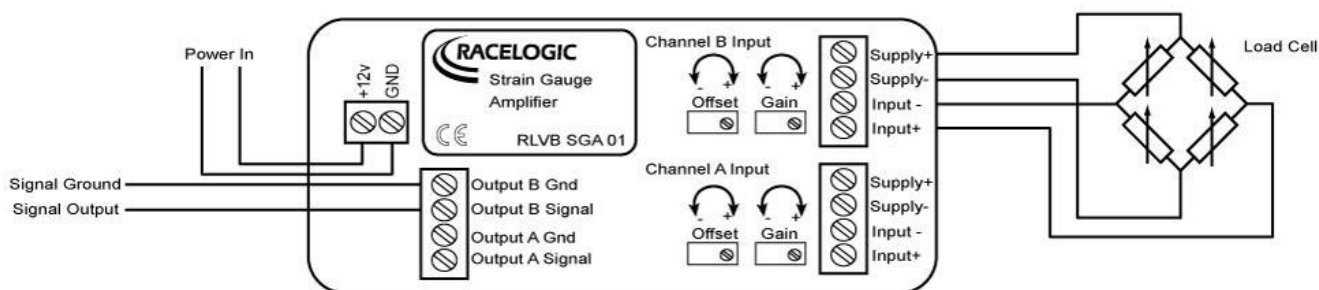 Power In
+12v
GND
Signal Ground
Signal Output
RACELOGIC
Strain Gauge
Amplifier
CE
RLVB SGA 01
Output B Gnd
Output B Signal
Output A Gnd
Output A Signal
Channel B Input
- +
- +
Offset
Gain
Supply+
Supply-
Input -
Input+
Channel A Input
- +
- +
Offset
Gain
Supply+
Supply-
Input -
Input+
Load Cell